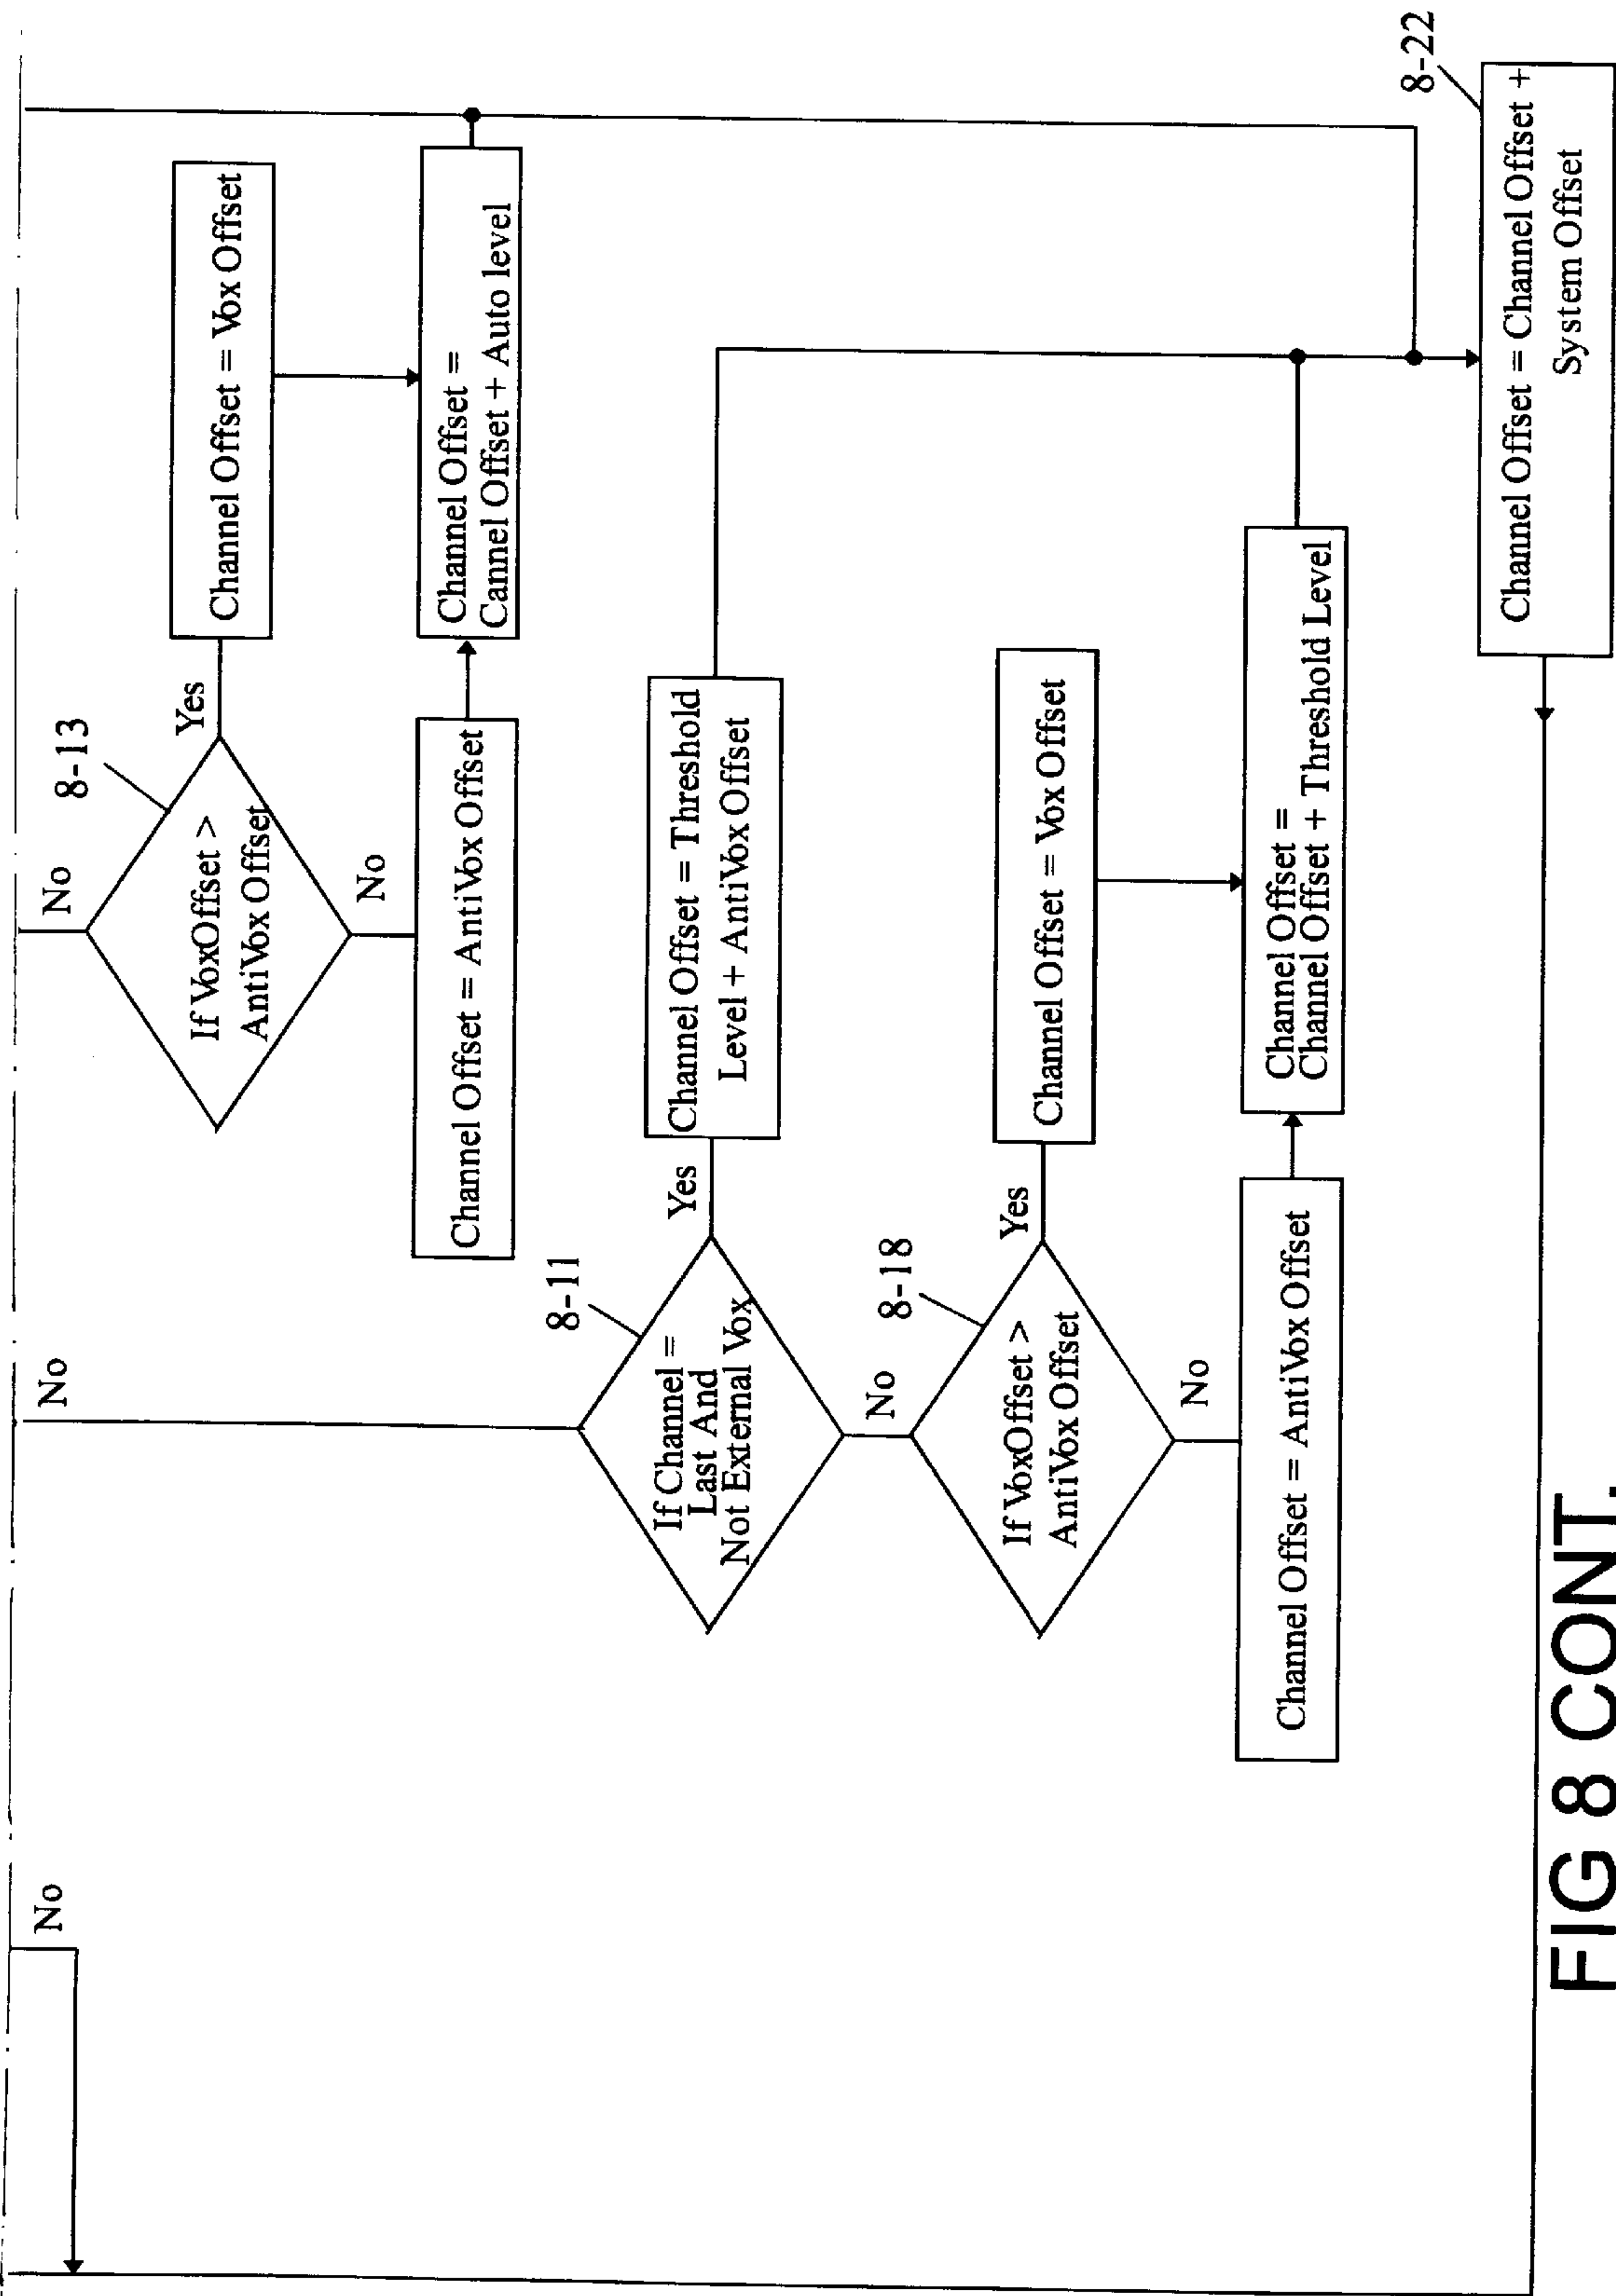 No
8-13
If VoxOffset >
AntiVox Offset
Yes
Channel Offset = Vox Offset
No
Channel Offset = AntiVox Offset
Channel Offset =
Cannel Offset + Auto level
No
No
8-11
If Channel =
Last And
Not External Vox
Yes
Channel Offset = Threshold
Level + AntiVox Offset
No
8-18
If VoxOffset >
AntiVox Offset
Yes
Channel Offset = Vox Offset
No
Channel Offset = AntiVox Offset
Channel Offset =
Channel Offset + Threshold Level
8-22
Channel Offset = Channel Offset +
System Offset
FIG 8 CONT.